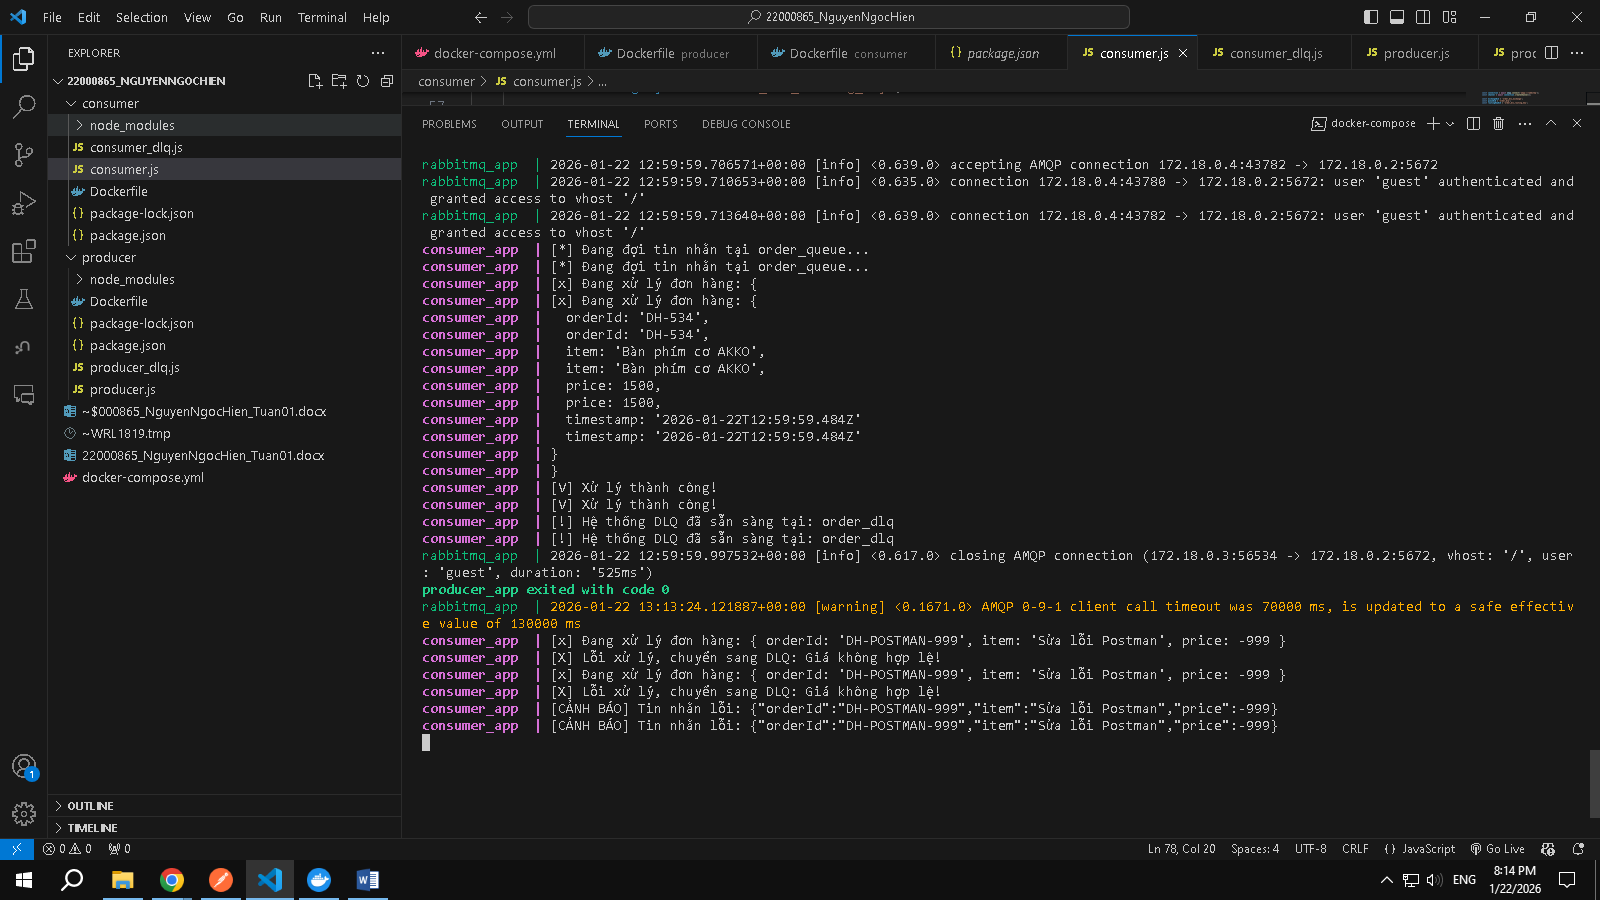 File Edit Selection View Go Run Terminal Help
22000865_NguyenNgocHien
EXPLORER
22000865_NGUYENNGOCHIEN
consumer
node_modules
JS consumer_dlq.js
JS consumer.js
Dockerfile
{} package-lock.json
{} package.json
producer
node_modules
Dockerfile
{} package-lock.json
{} package.json
JS producer_dlq.js
JS producer.js
~$000865_NguyenNgocHien_Tuan01.docx
~WRL1819.tmp
22000865_NguyenNgocHien_Tuan01.docx
docker-compose.yml
OUTLINE
TIMELINE
docker-compose.yml Dockerfile producer Dockerfile consumer {} package.json JS consumer.js JS consumer_dlq.js JS producer.js JS proc
consumer > JS consumer.js > ...
PROBLEMS OUTPUT TERMINAL PORTS DEBUG CONSOLE
docker-compose
rabbitmq_app | 2026-01-22 12:59:59.706571+00:00 [info] <0.639.0> accepting AMQP connection 172.18.0.4:43782 -> 172.18.0.2:5672
rabbitmq_app | 2026-01-22 12:59:59.710653+00:00 [info] <0.635.0> connection 172.18.0.4:43780 -> 172.18.0.2:5672: user 'guest' authenticated and
granted access to vhost '/'
rabbitmq_app | 2026-01-22 12:59:59.713640+00:00 [info] <0.639.0> connection 172.18.0.4:43782 -> 172.18.0.2:5672: user 'guest' authenticated and
granted access to vhost '/'
consumer_app | [*] Đang đợi tin nhắn tại order_queue...
consumer_app | [*] Đang đợi tin nhắn tại order_queue...
consumer_app | [x] Đang xử lý đơn hàng: {
consumer_app | [x] Đang xử lý đơn hàng: {
consumer_app | orderId: 'DH-534',
consumer_app | orderId: 'DH-534',
consumer_app | item: 'Bàn phím cơ AKKO',
consumer_app | item: 'Bàn phím cơ AKKO',
consumer_app | price: 1500,
consumer_app | price: 1500,
consumer_app | timestamp: '2026-01-22T12:59:59.484Z'
consumer_app | timestamp: '2026-01-22T12:59:59.484Z'
consumer_app | }
consumer_app | }
consumer_app | [V] Xử lý thành công!
consumer_app | [V] Xử lý thành công!
consumer_app | [!] Hệ thống DLQ đã sẵn sàng tại: order_dlq
consumer_app | [!] Hệ thống DLQ đã sẵn sàng tại: order_dlq
rabbitmq_app | 2026-01-22 12:59:59.997532+00:00 [info] <0.617.0> closing AMQP connection (172.18.0.3:56534 -> 172.18.0.2:5672, vhost: '/', user
: 'guest', duration: '525ms')
producer_app exited with code 0
rabbitmq_app | 2026-01-22 13:13:24.121887+00:00 [warning] <0.1671.0> AMQP 0-9-1 client call timeout was 70000 ms, is updated to a safe effectiv
e value of 130000 ms
consumer_app | [x] Đang xử lý đơn hàng: { orderId: 'DH-POSTMAN-999', item: 'Sửa lỗi Postman', price: -999 }
consumer_app | [X] Lỗi xử lý, chuyển sang DLQ: Giá không hợp lệ!
consumer_app | [x] Đang xử lý đơn hàng: { orderId: 'DH-POSTMAN-999', item: 'Sửa lỗi Postman', price: -999 }
consumer_app | [X] Lỗi xử lý, chuyển sang DLQ: Giá không hợp lệ!
consumer_app | [CẢNH BÁO] Tin nhắn lỗi: {"orderId":"DH-POSTMAN-999","item":"Sửa lỗi Postman","price":-999}
consumer_app | [CẢNH BÁO] Tin nhắn lỗi: {"orderId":"DH-POSTMAN-999","item":"Sửa lỗi Postman","price":-999}
1
0 0 0 Ln 78, Col 20 Spaces: 4 UTF-8 CRLF {} JavaScript Go Live
ENG
8:14 PM
1/22/2026